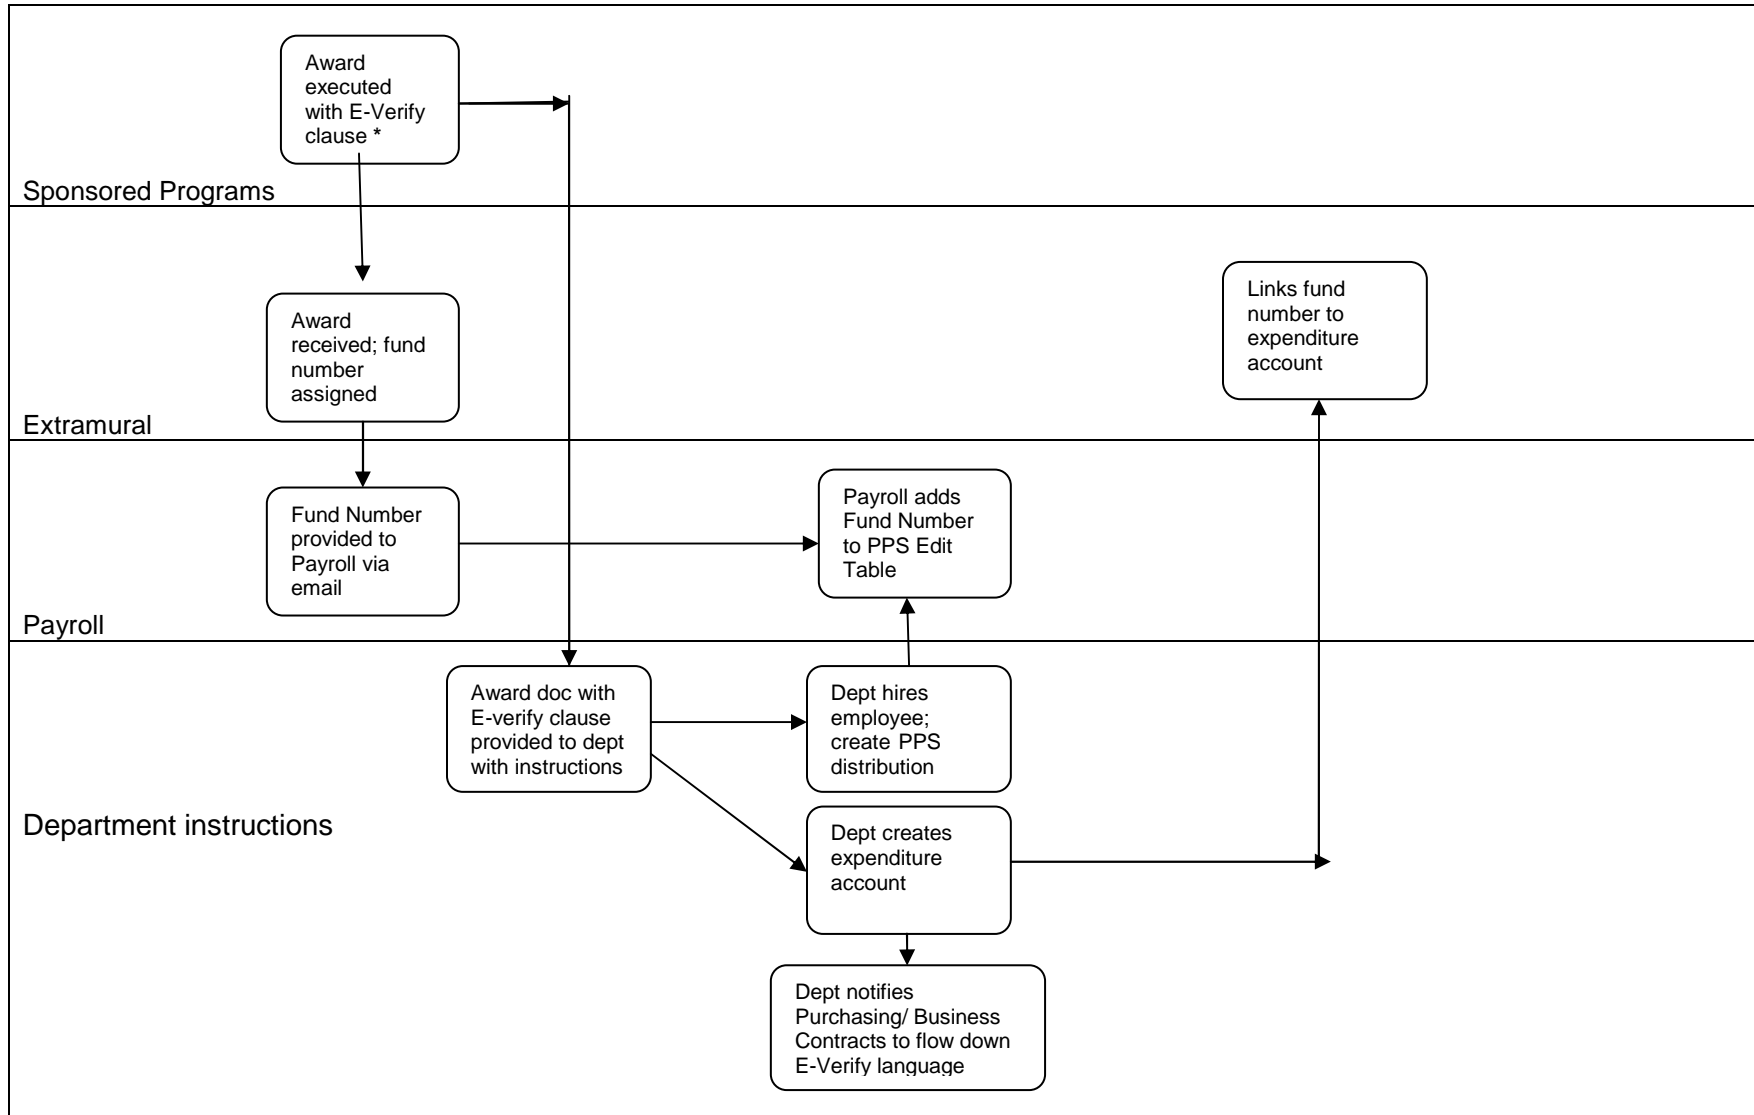 Award
executed
with E-Verify
clause *
Sponsored Programs
Award
received; fund
number
assigned
Links fund
number to
expenditure
account
Extramural
Fund Number
provided to
Payroll via
email
Payroll adds
Fund Number
to PPS Edit
Table
Payroll
Award doc with
E-verify clause
provided to dept
with instructions
Dept hires
employee;
create PPS
distribution
Department instructions
Dept creates
expenditure
account
Dept notifies
Purchasing/ Business
Contracts to flow down
E-Verify language